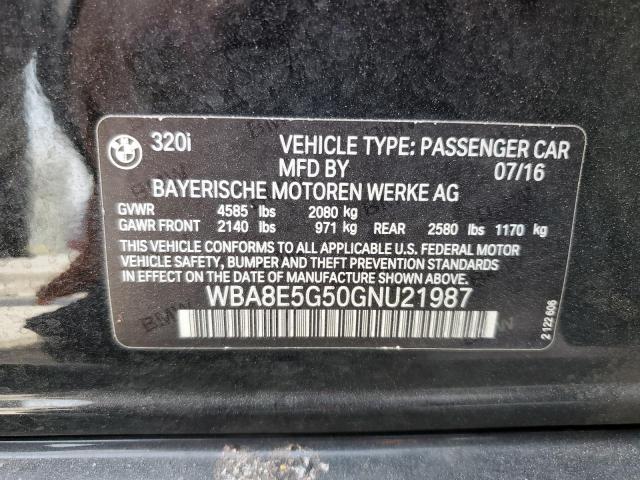 320i VEHICLE TYPE: PASSENGER CAR
MFD BY 07/16
BAYERISCHE MOTOREN WERKE AG
GVWR 4585 lbs 2080 kg
GAWR FRONT 2140 lbs 971 kg REAR 2580 lbs 1170 kg
THIS VEHICLE CONFORMS TO ALL APPLICABLE U.S. FEDERAL MOTOR
VEHICLE SAFETY, BUMPER AND THEFT PREVENTION STANDARDS
IN EFFECT ON THE DATE OF MANUFACTURE SHOWN ABOVE.
WBA8E5G50GNU21987
2 122 606